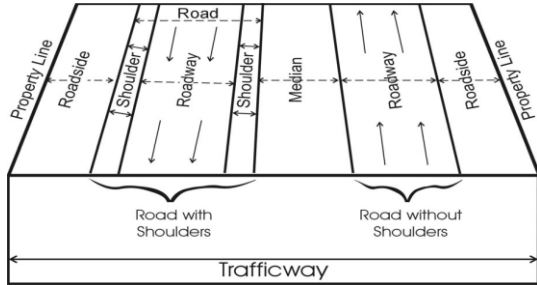 Road
Property Line
Roadside
Shoulder
Roadway
Shoulder
Median
Roadway
Roadside
Property Line
Road with
Shoulders
Road without
Shoulders
Trafficway